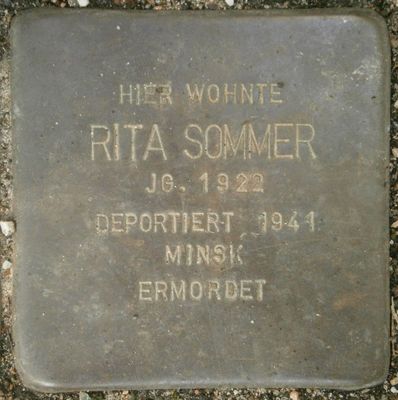 HIER WOHNTE
RITA SOMMER
JG. 1922
DEPORTIERT 1941
MINSK
ERMORDET